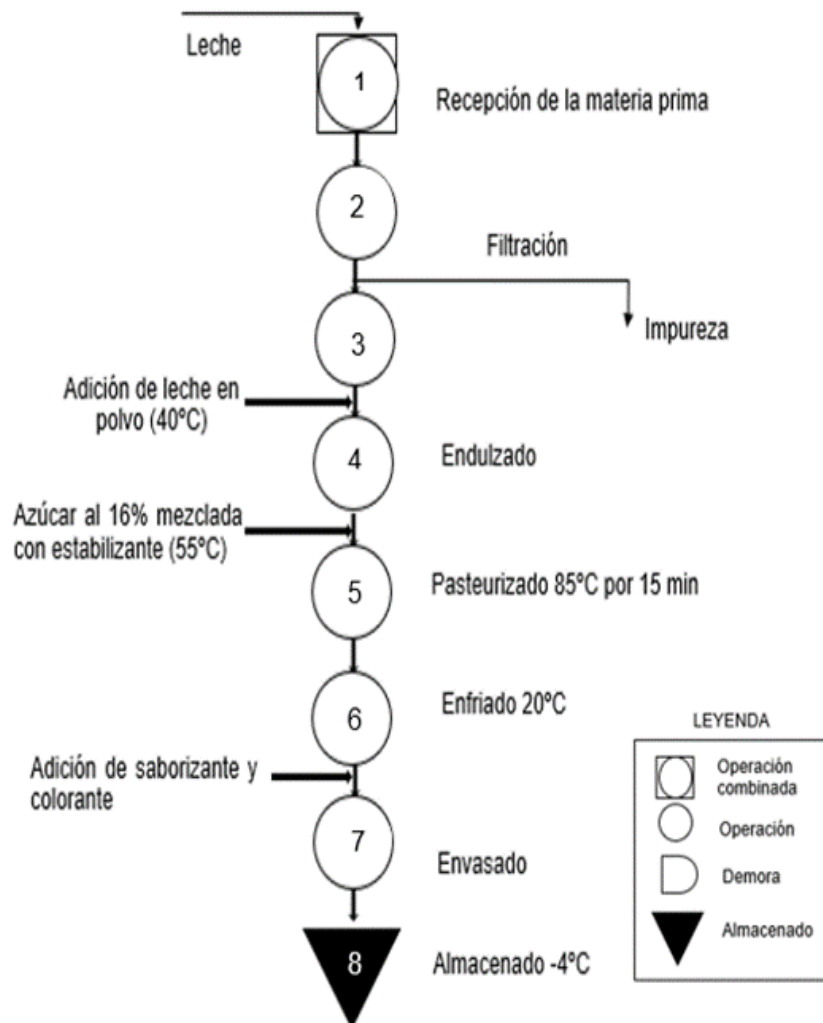 Leche
1
Recepción de la materia prima
2
Filtración
Impureza
3
Adición de leche en
polvo (40ºC)
4
Endulzado
Azúcar al 16% mezclada
con estabilizante (55ºC)
5
Pasteurizado 85ºC por 15 min
6
Enfriado 20ºC
Adición de saborizante y
colorante
7
Envasado
8
Almacenado -4ºC
LEYENDA
Operación
combinada
Operación
Demora
Almacenado